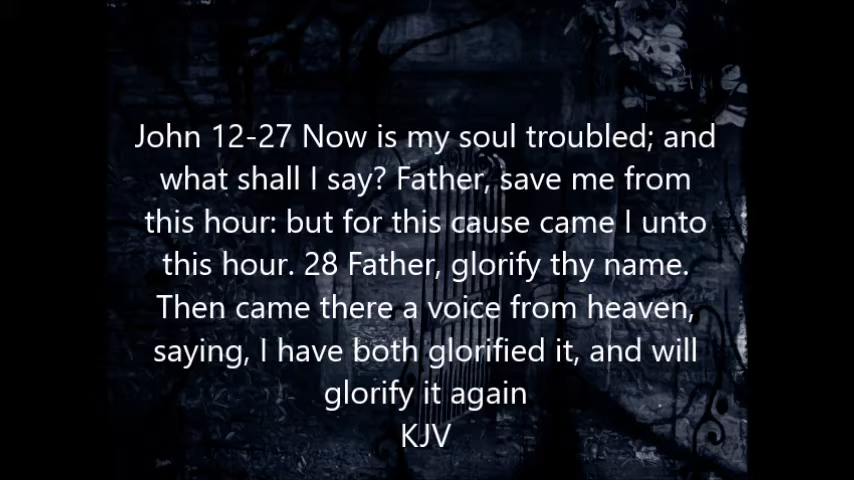 John 12-27 Now is my soul troubled; and
what shall I say? Father, save me from
this hour: but for this cause came I unto
this hour. 28 Father, glorify thy name.
Then came there a voice from heaven,
saying, I have both glorified it, and will
glorify it again
KJV